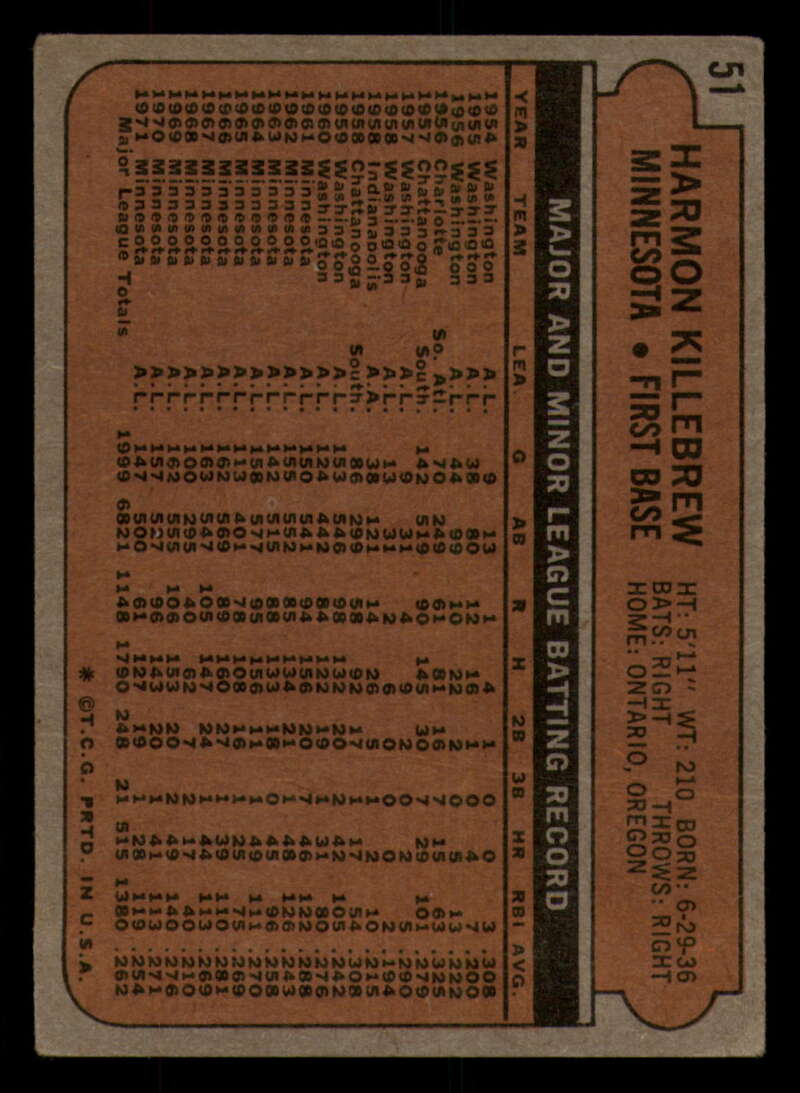 51
HARMON KILLEBREW
MINNESOTA • FIRST BASE
HT: 5'11" WT: 210 BORN: 6-29-36
BATS: RIGHT THROWS: RIGHT
HOME: ONTARIO, OREGON
MAJOR AND MINOR LEAGUE BATTING RECORD
YEAR TEAM LEA. G AB R H 2B 3B HR RBI AVG.
1954 Washington A.L. 9 13 1 4 1 0 0 3 .308
1955 Washington A.L. 38 80 12 16 1 0 4 7 .200
1956 Washington A.L. 44 99 10 22 2 0 5 13 .222
1956 Charlotte So. Atl. 70 249 61 81 16 7 15 63 .325
1957 Chattanooga South. 142 519 90 145 30 7 29 101 .279
1957 Washington A.L. 9 31 4 9 2 0 2 5 .290
1958 Washington A.L. 13 31 2 6 0 0 0 2 .194
1958 Indianapolis A.A. 38 121 14 26 5 1 2 10 .215
1958 Chattanooga South. 86 299 58 92 17 1 17 54 .308
1959 Washington A.L. 153 546 98 132 20 2 42 105 .242
1960 Washington A.L. 124 442 84 122 19 1 31 80 .276
1961 Minnesota A.L. 150 541 94 156 20 7 46 122 .288
1962 Minnesota A.L. 155 552 85 134 21 1 48 126 .243
1963 Minnesota A.L. 142 515 88 133 18 0 45 96 .258
1964 Minnesota A.L. 158 577 95 156 11 1 49 111 .270
1965 Minnesota A.L. 113 401 78 108 16 1 25 75 .269
1966 Minnesota A.L. 162 569 89 160 27 1 39 110 .281
1967 Minnesota A.L. 163 547 105 147 24 1 44 113 .269
1968 Minnesota A.L. 100 295 40 62 7 2 17 40 .210
1969 Minnesota A.L. 162 555 106 153 20 2 49 140 .276
1970 Minnesota A.L. 157 527 96 143 20 1 41 113 .271
1971 Minnesota A.L. 147 500 61 127 19 1 28 119 .254
Major League Totals 1999 6821 1148 1790 248 21 515 1380 .262
* ©T.C.G. PRTD. IN U.S.A.